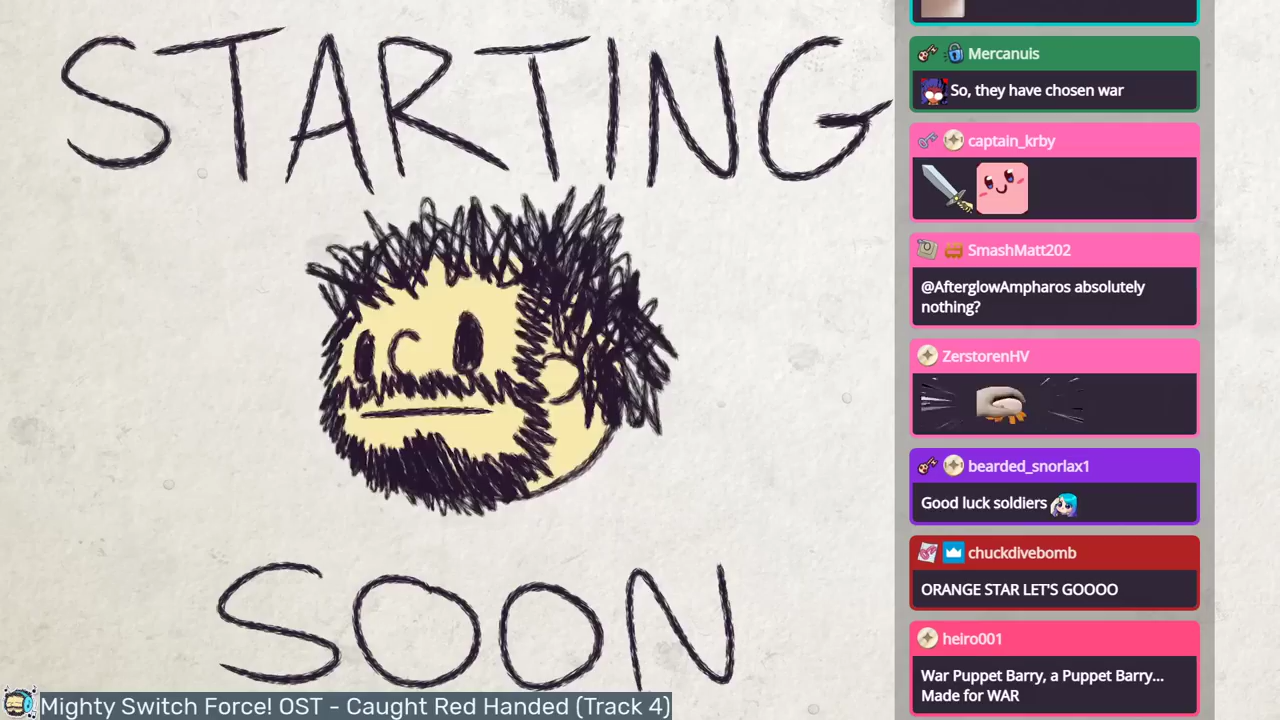 STARTING
SOON
Mercanuis
So, they have chosen war
captain_krby
SmashMatt202
@AfterglowAmpharos absolutely
nothing?
ZerstorenHV
bearded_snorlax1
Good luck soldiers
chuckdivebomb
ORANGE STAR LET'S GOOOO
heiro001
War Puppet Barry, a Puppet Barry...
Made for WAR
Mighty Switch Force! OST - Caught Red Handed (Track 4)